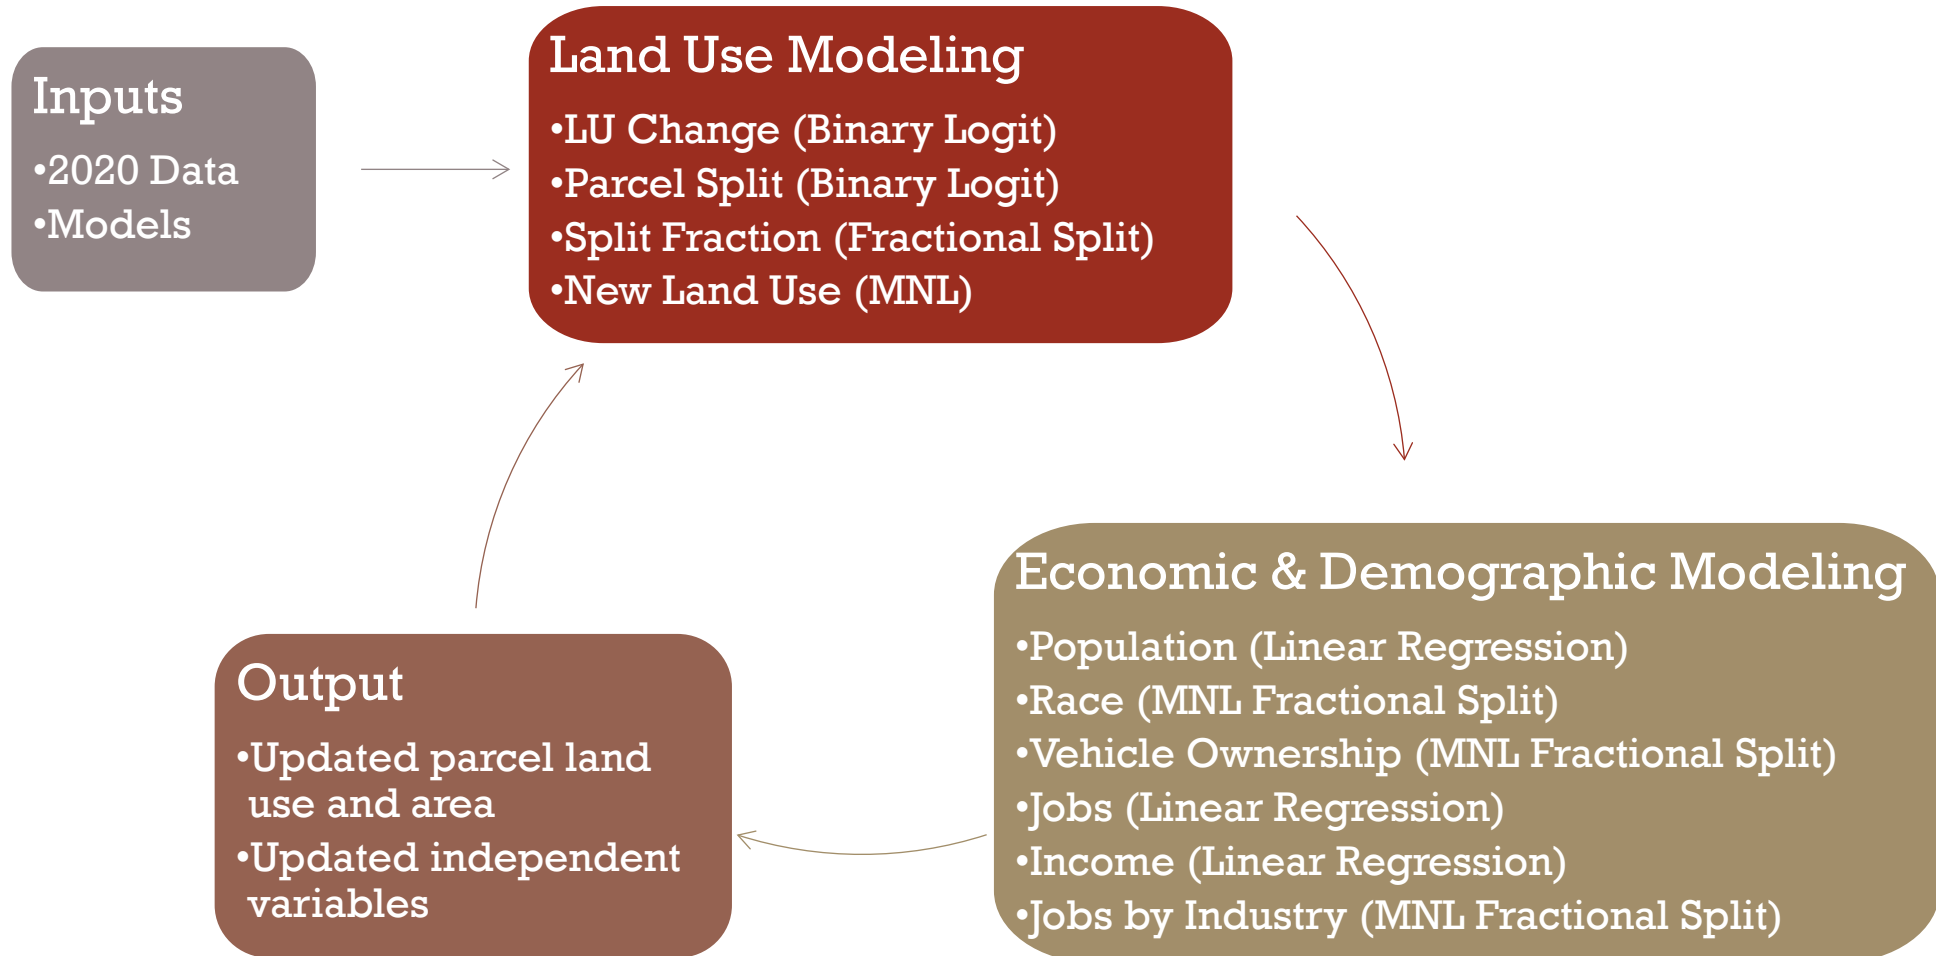 Inputs
•2020 Data
•Models
Land Use Modeling
•LU Change (Binary Logit)
•Parcel Split (Binary Logit)
•Split Fraction (Fractional Split)
•New Land Use (MNL)
Economic & Demographic Modeling
•Population (Linear Regression)
•Race (MNL Fractional Split)
•Vehicle Ownership (MNL Fractional Split)
•Jobs (Linear Regression)
•Income (Linear Regression)
•Jobs by Industry (MNL Fractional Split)
Output
•Updated parcel land
use and area
•Updated independent
variables